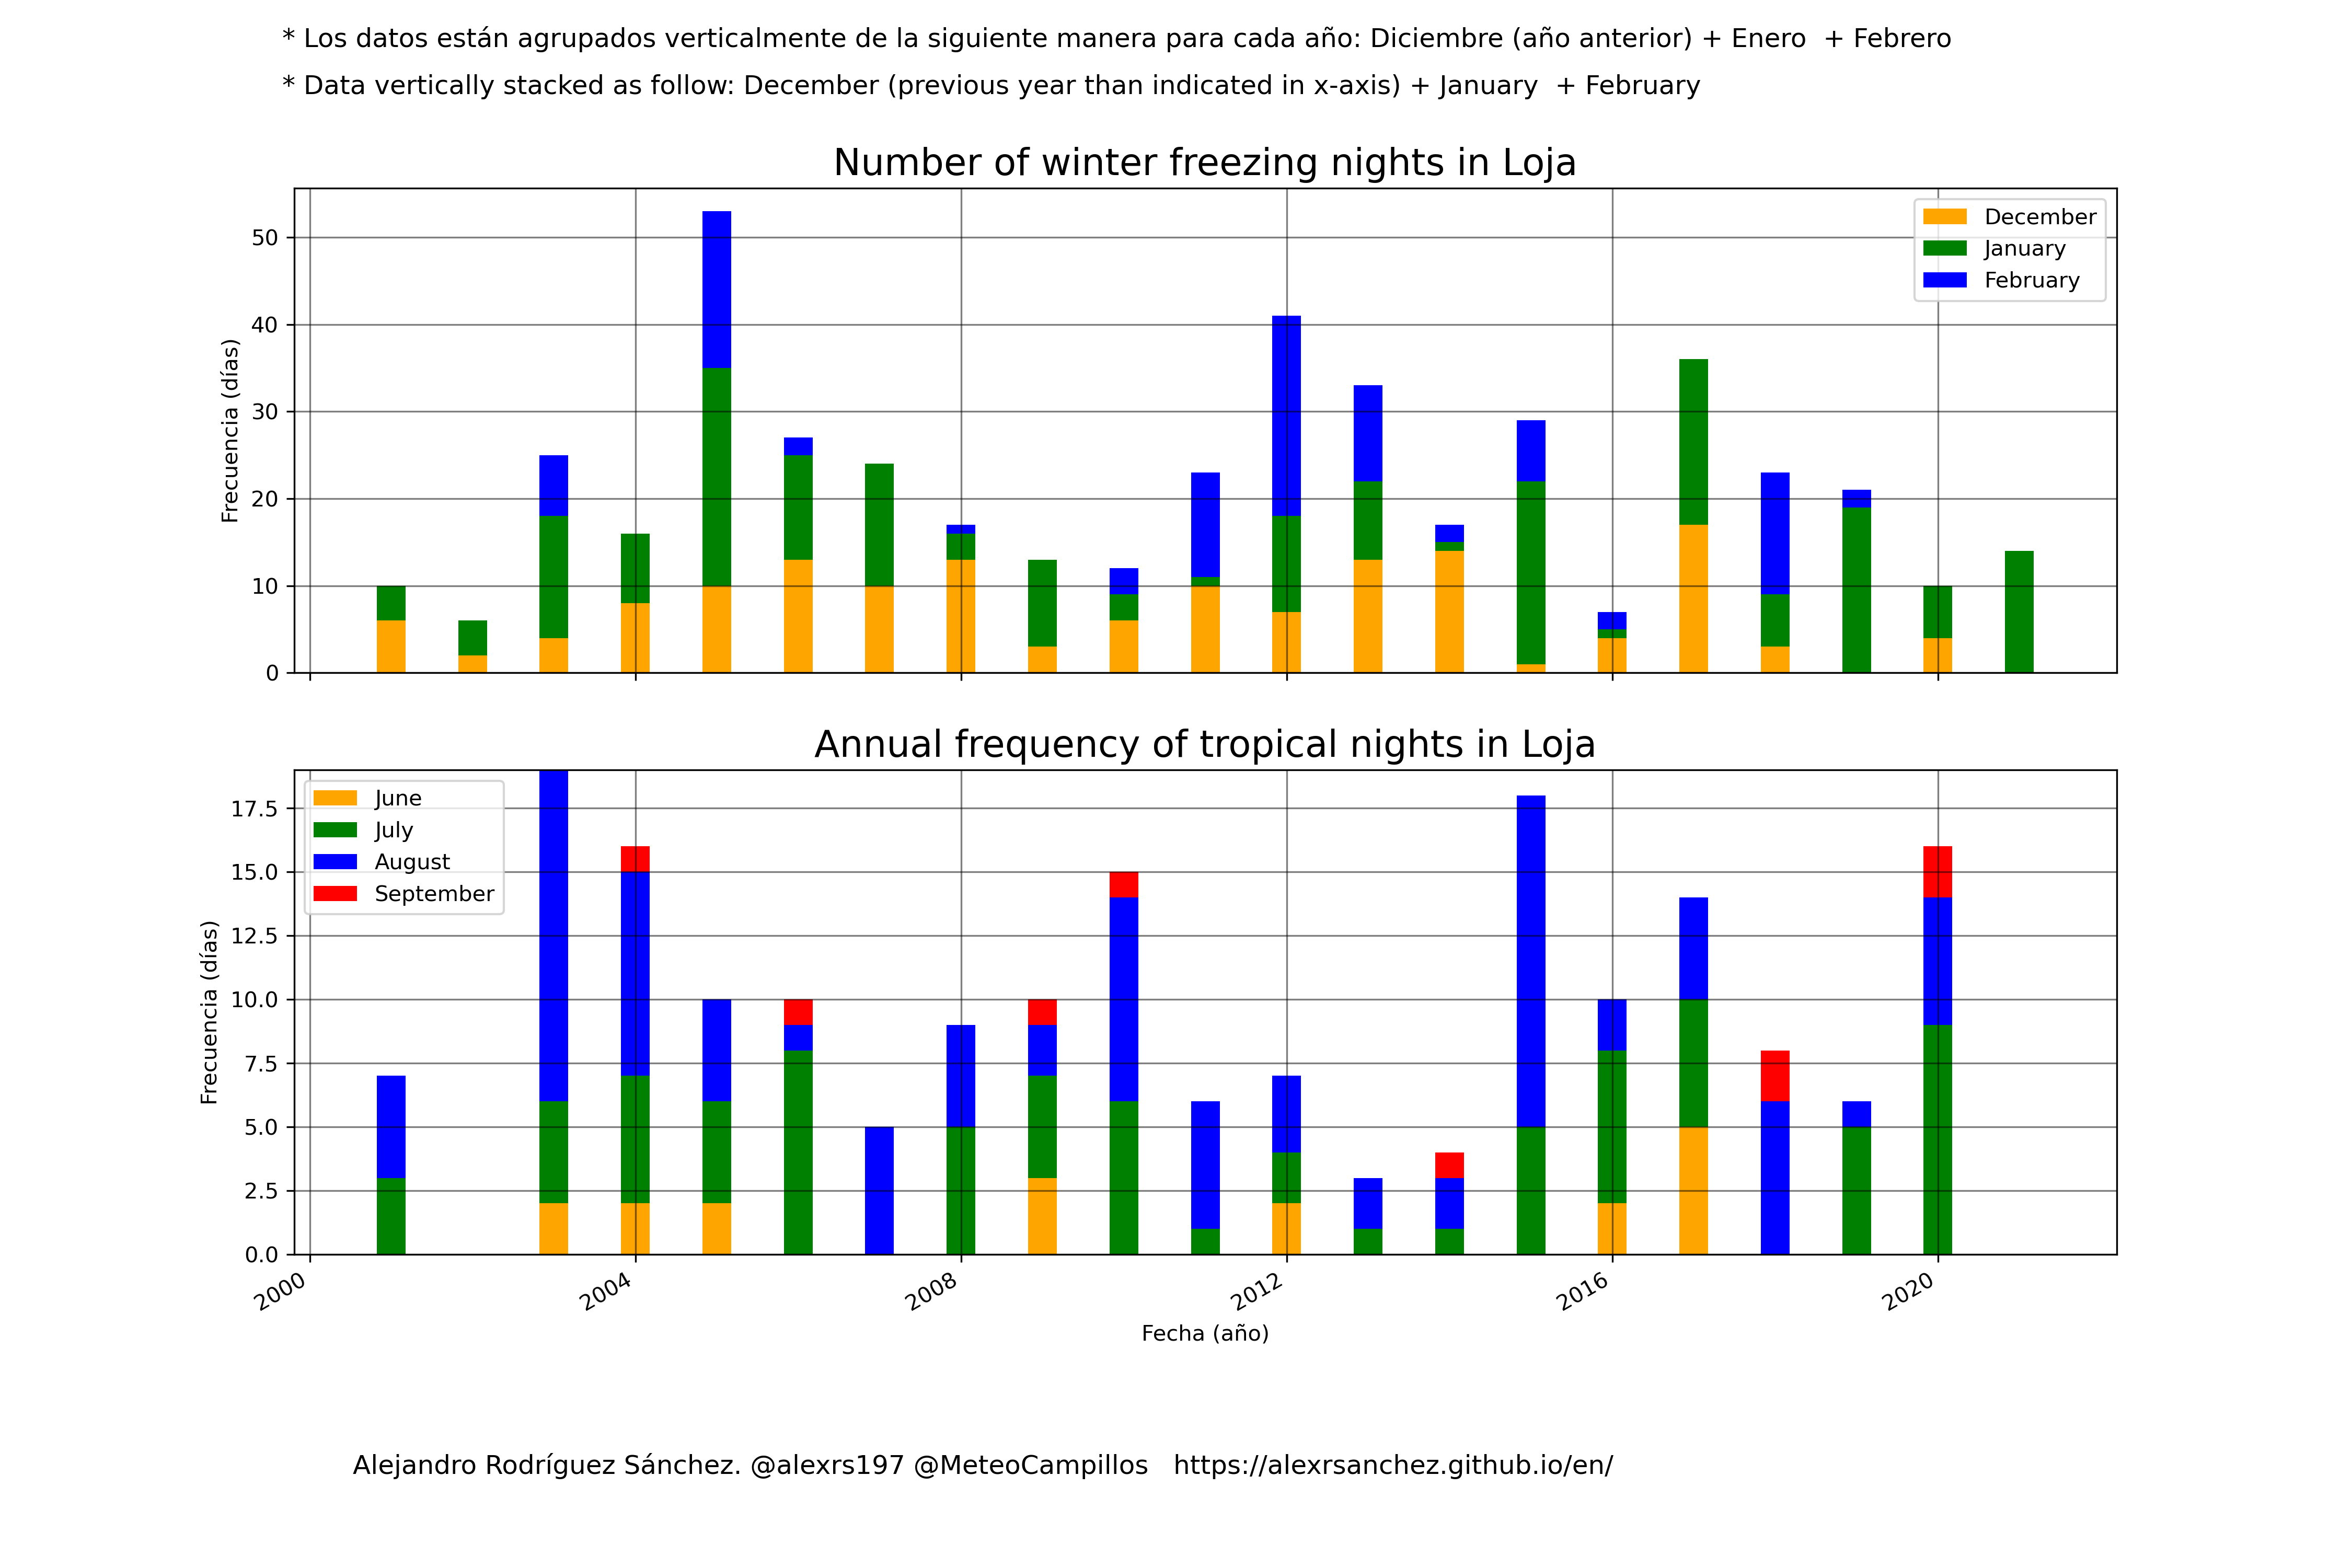 * Los datos están agrupados verticalmente de la siguiente manera para cada año: Diciembre (año anterior) + Enero  + Febrero
* Data vertically stacked as follow: December (previous year than indicated in x-axis) + January  + February
Number of winter freezing nights in Loja
December
January
February
Frecuencia (días)
50
40
30
20
10
0
Annual frequency of tropical nights in Loja
June
July
August
September
Frecuencia (días)
17.5
15.0
12.5
10.0
7.5
5.0
2.5
0.0
2000 2004 2008 2012 2016 2020
Fecha (año)
Alejandro Rodríguez Sánchez. @alexrs197 @MeteoCampillos   https://alexrsanchez.github.io/en/